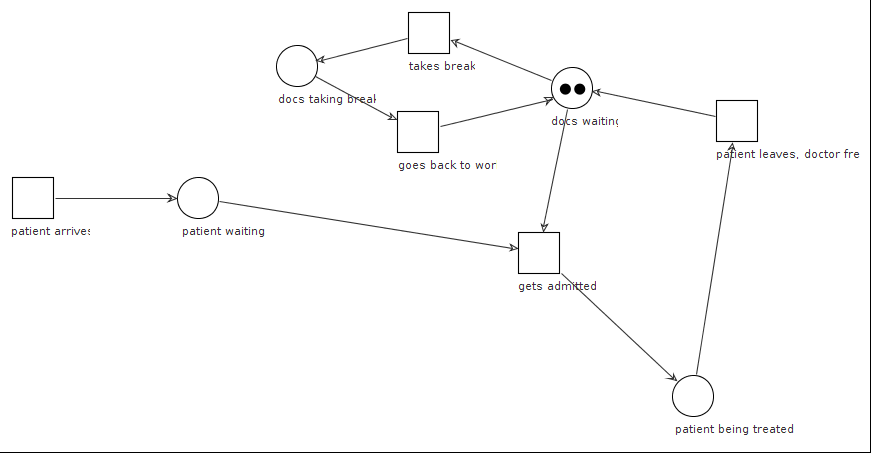 takes break
docs taking breal
docs waiting
goes back to wor
patient leaves, doctor fre
patient arrives
patient waiting
gets admitted
patient being treated